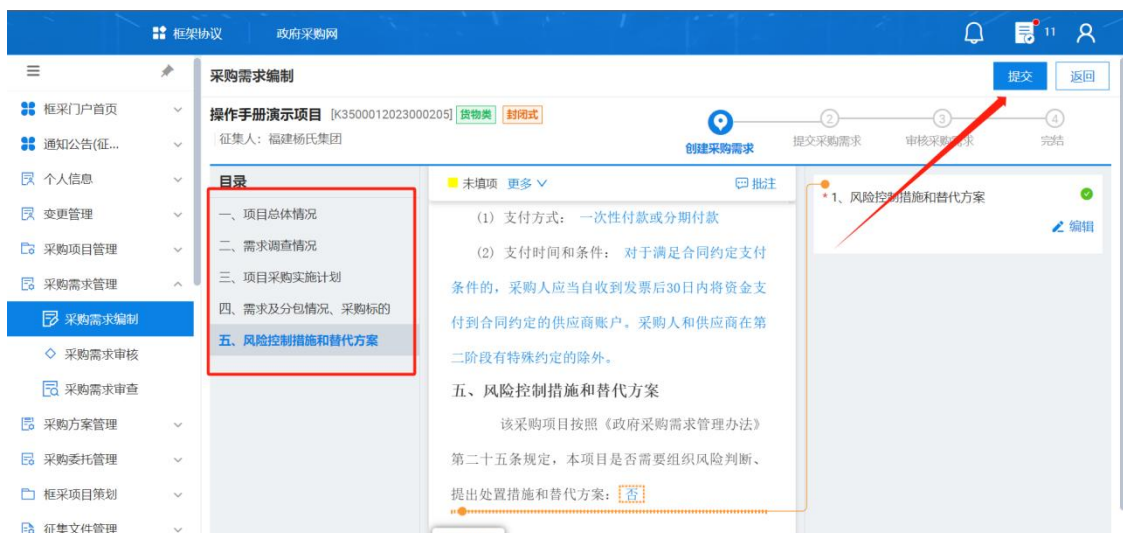 框架协议 政府采购网 11
采购需求编制 提交 返回
操作手册演示项目 [K3500012023000205] 货物类 封闭式
征集人：福建杨氏集团
创建采购需求 2 提交采购需求 3 审核采购需求 4 完结
框采门户首页
通知公告(征...
个人信息
变更管理
采购项目管理
采购需求管理
采购需求编制
采购需求审核
采购需求审查
采购方案管理
采购委托管理
框采项目策划
征集文件管理
目录
一、项目总体情况
二、需求调查情况
三、项目采购实施计划
四、需求及分包情况、采购标的
五、风险控制措施和替代方案
未填项 更多 批注
(1) 支付方式： 一次性付款或分期付款
(2) 支付时间和条件： 对于满足合同约定支付
条件的，采购人应当自收到发票后30日内将资金支
付到合同约定的供应商账户。采购人和供应商在第
二阶段有特殊约定的除外。
五、风险控制措施和替代方案
该采购项目按照《政府采购需求管理办法》
第二十五条规定，本项目是否需要组织风险判断、
提出处置措施和替代方案：否
* 1、风险控制措施和替代方案
编辑